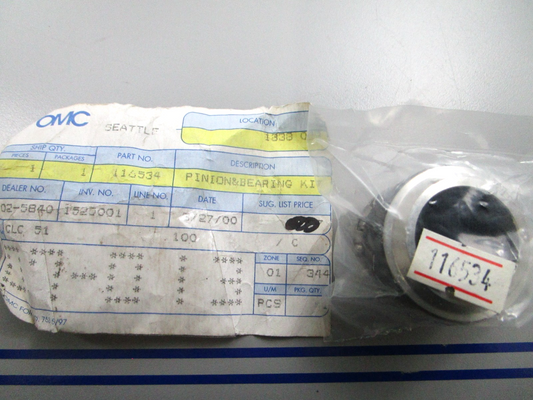 OMC SEATTLE LOCATION
1333
SHIP QTY.
PIECES PACKAGES PART NO. DESCRIPTION
1 1 116534 PINION&BEARING KIT
DEALER NO. INV. NO. LINE NO. DATE SUG. LIST PRICE
02-5840 1525001 1 /27/00
CLC 51 100 / C
ZONE SEQ. NO.
01 344
U/M PKG. QTY.
PCS
116534